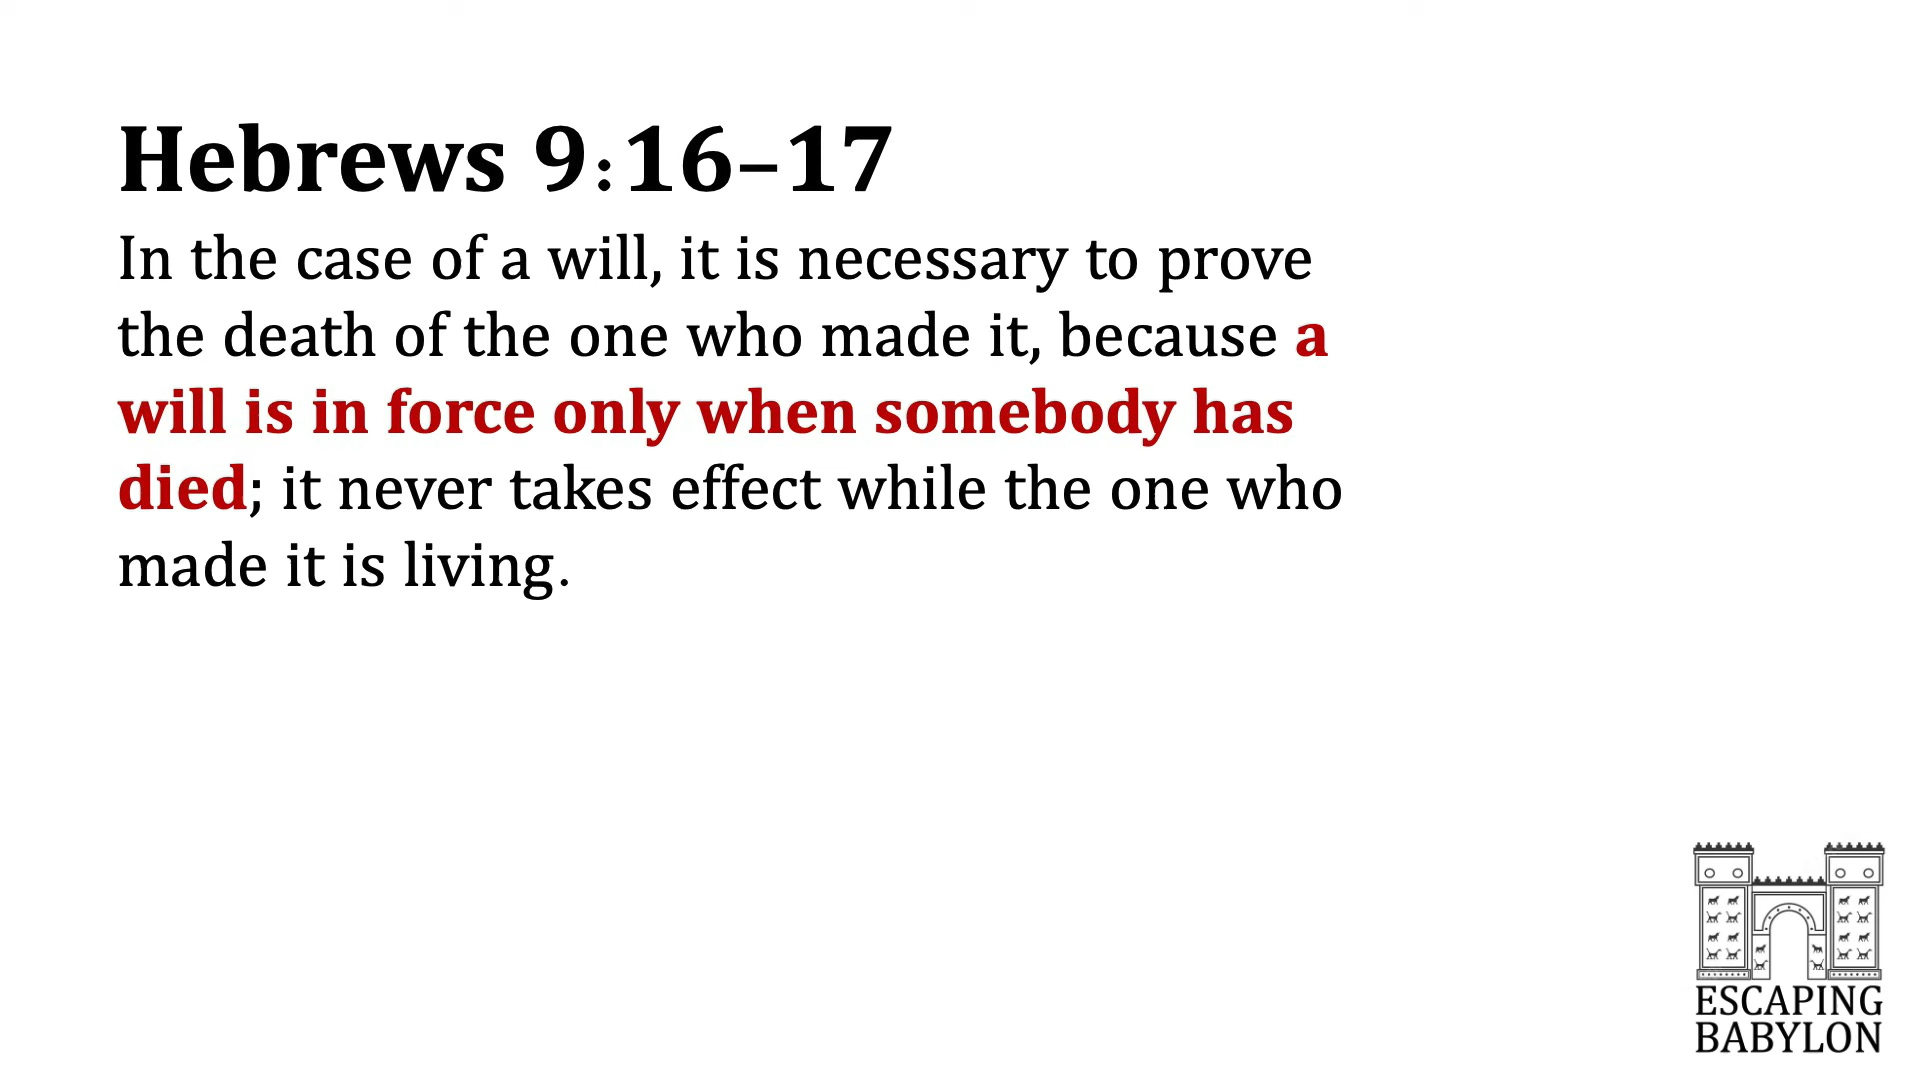 Hebrews 9:16–17
In the case of a will, it is necessary to prove
the death of the one who made it, because a
will is in force only when somebody has
died; it never takes effect while the one who
made it is living.
ESCAPING
BABYLON